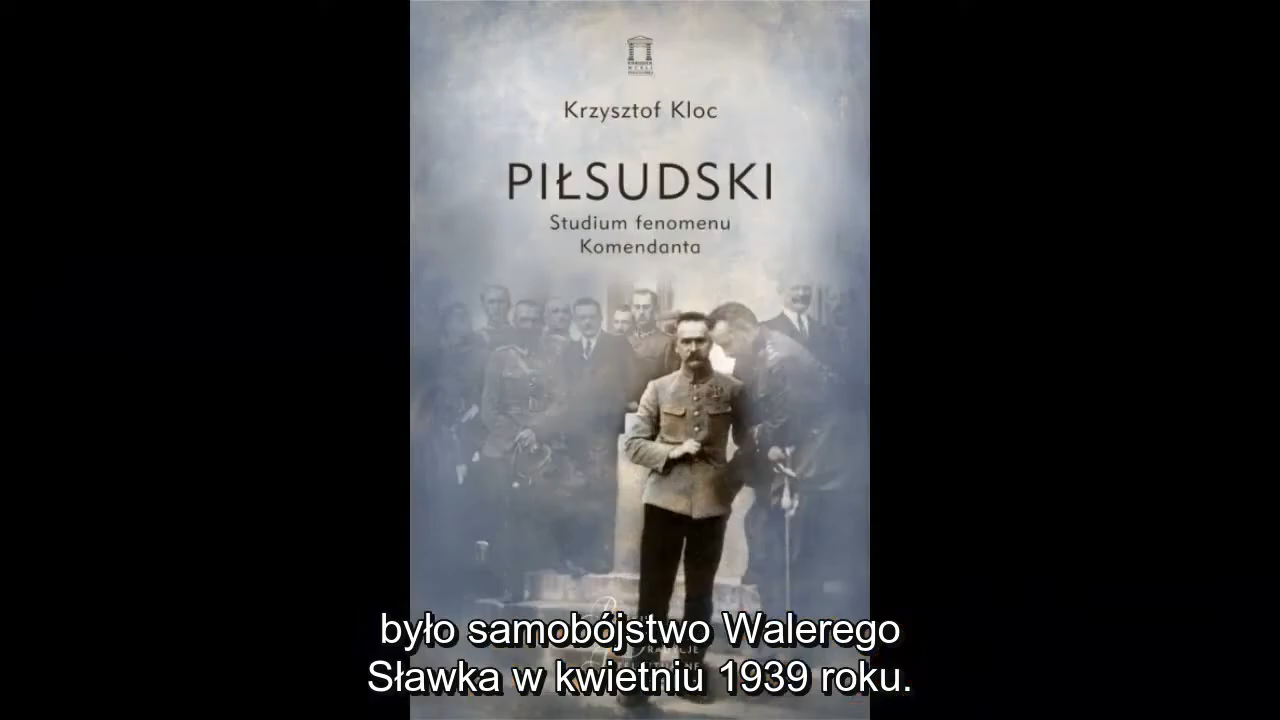 Krzysztof Kloc
PIŁSUDSKI
Studium fenomenu
Komendanta
było samobójstwo Walerego
Sławka w kwietniu 1939 roku.